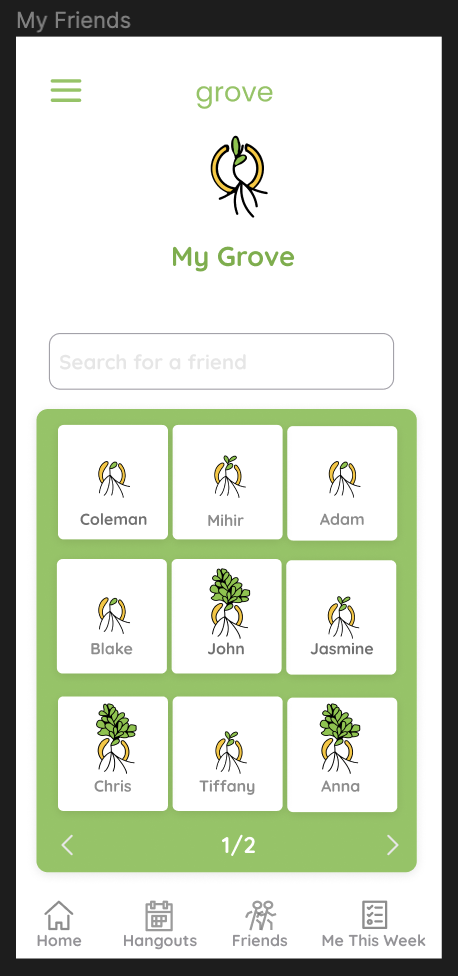 My Friends
grove
My Grove
Search for a friend
Coleman
Mihir
Adam
Blake
John
Jasmine
Chris
Tiffany
Anna
1/2
Home
Hangouts
Friends
Me This Week